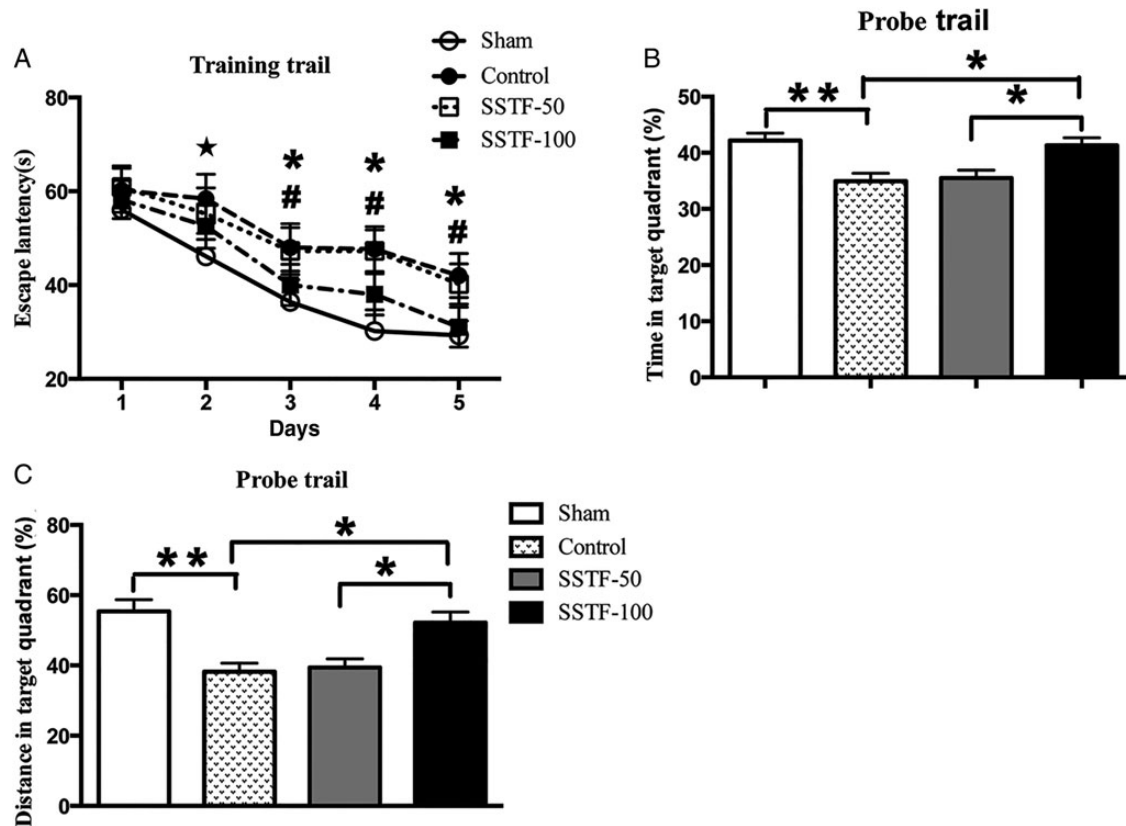 A
Training trail
Sham
Control
SSTF-50
SSTF-100
Escape lantency(s)
80
60
40
20
★
*
#
*
#
*
#
1 2 3 4 5
Days
B
Probe trail
Time in target quadrant (%)
50
40
30
20
10
0
**
*
*
C
Probe trail
Distance in target quadrant (%)
80
60
40
20
0
**
*
*
Sham
Control
SSTF-50
SSTF-100